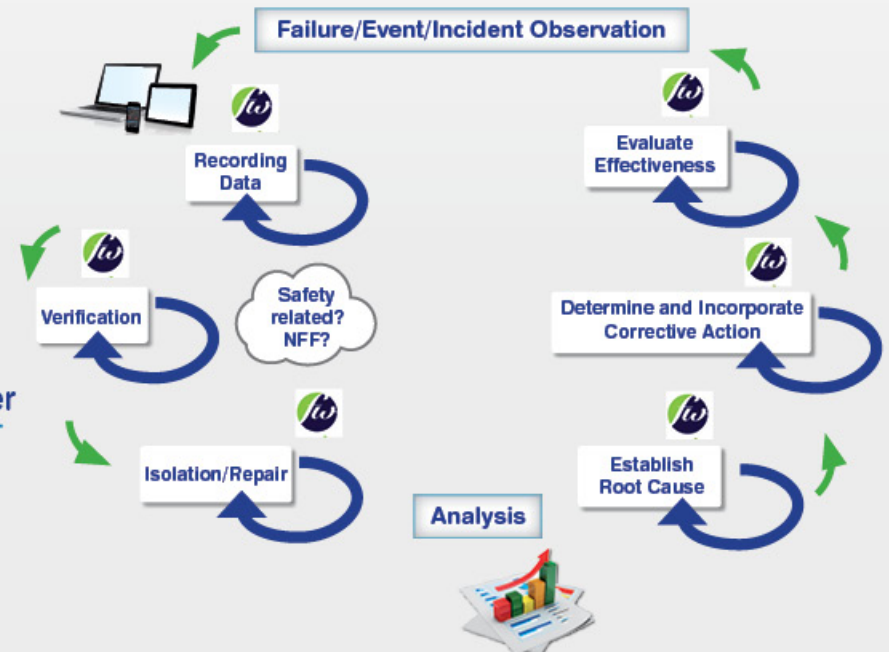 Failure/Event/Incident Observation
Recording
Data
Verification
Safety
related?
NFF?
Isolation/Repair
Analysis
Establish
Root Cause
Determine and Incorporate
Corrective Action
Evaluate
Effectiveness